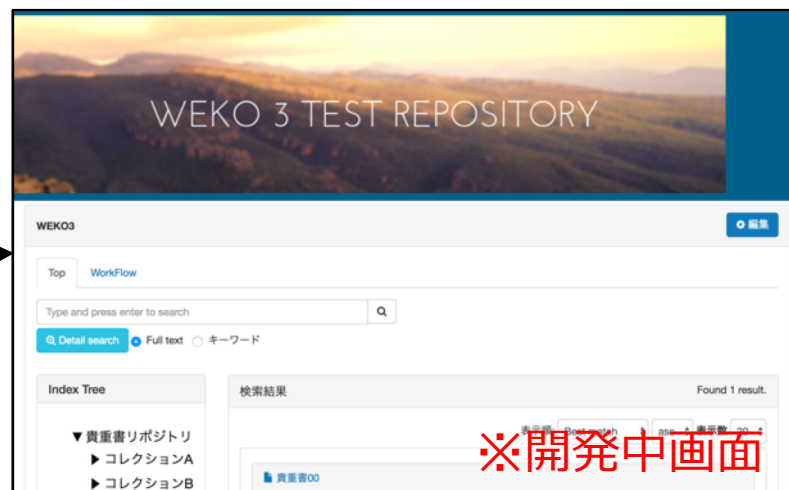 WEKO 3 TEST REPOSITORY
WEKO3
編集
Top WorkFlow
Type and press enter to search
Detail search Full text キーワード
Index Tree
検索結果 Found 1 result.
表示順: Best match asc 表示数 20
▼貴重書リポジトリ
▶コレクションA
▶コレクションB
※開発中画面
貴重書00